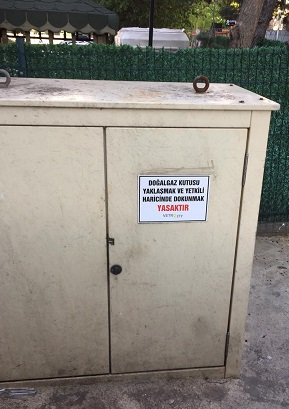 DOĞALGAZ KUTUSU
YAKLAŞMAK VE YETKİLİ
HARİCİNDE DOKUNMAK
YASAKTIR